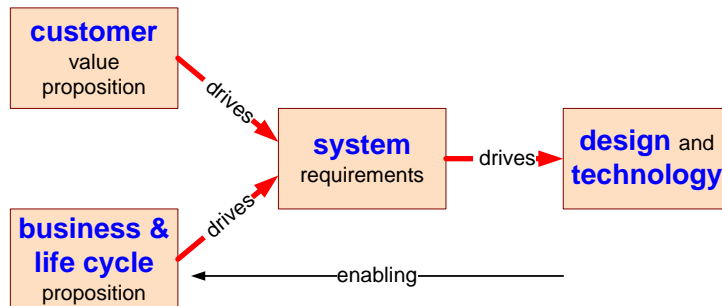 customer
value
proposition
drives
system
requirements
drives
design and
technology
business &
life cycle
proposition
drives
enabling